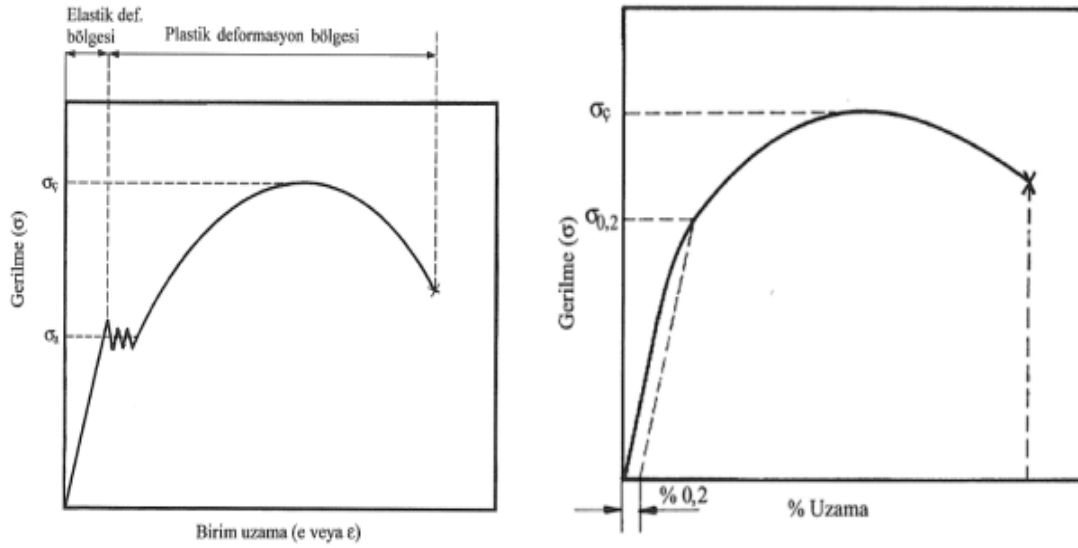 Elastik def.
bölgesi
Plastik deformasyon bölgesi
σç
σa
Gerilme (σ)
Birim uzama (e veya ε)
σç
σ0,2
Gerilme (σ)
% 0,2
% Uzama